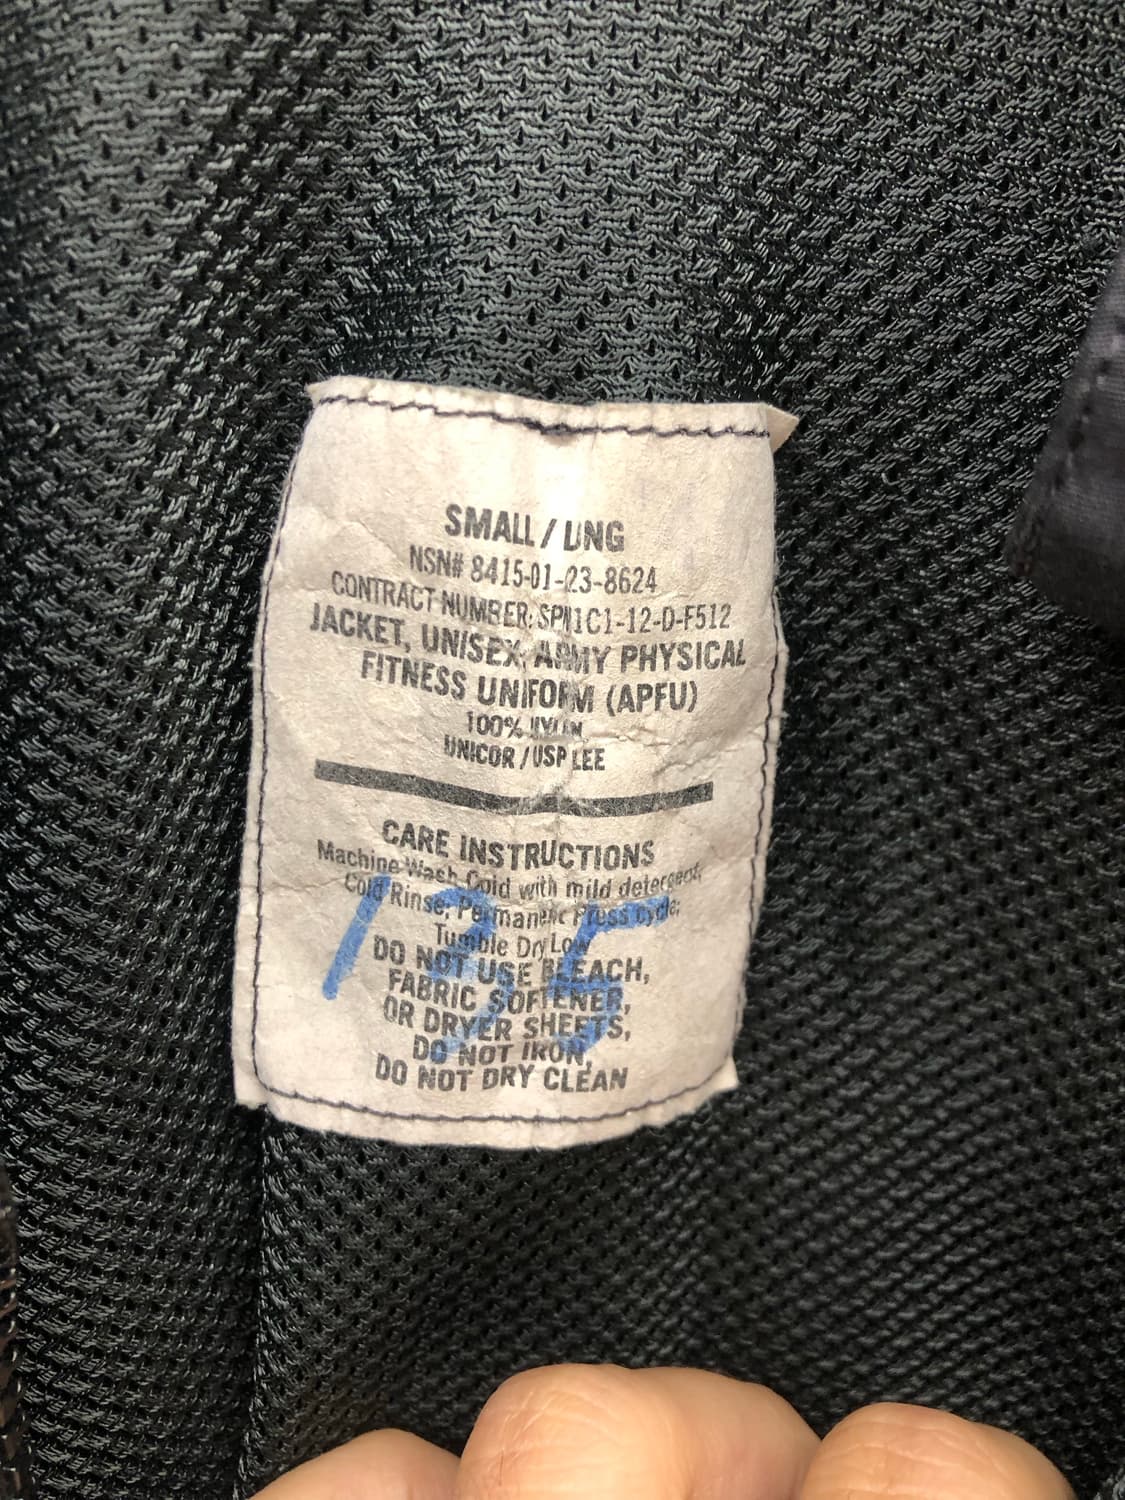 SMALL / LONG
NSN# 8415-01-23-8624
CONTRACT NUMBER: SPM1C1-12-D-F512
JACKET, UNISEX, ARMY PHYSICAL
FITNESS UNIFORM (APFU)
100% NYLON
UNICOR / USP LEE
CARE INSTRUCTIONS
Machine Wash Cold with mild detergent,
Cold Rinse, Permanent Press Cycle;
Tumble Dry Low
DO NOT USE BLEACH,
FABRIC SOFTENER,
OR DRYER SHEETS,
DO NOT IRON,
DO NOT DRY CLEAN